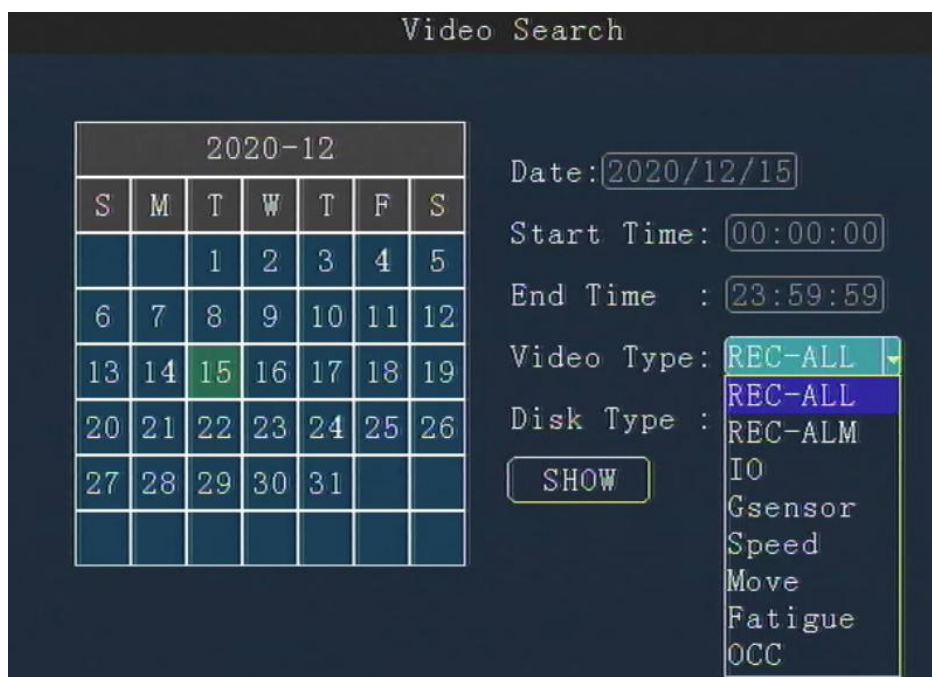 Video Search
2020-12
S M T W T F S
1 2 3 4 5
6 7 8 9 10 11 12
13 14 15 16 17 18 19
20 21 22 23 24 25 26
27 28 29 30 31
Date: 2020/12/15
Start Time: 00:00:00
End Time : 23:59:59
Video Type: REC-ALL
REC-ALL
REC-ALM
IO
Gsensor
Speed
Move
Fatigue
OCC
Disk Type :
SHOW